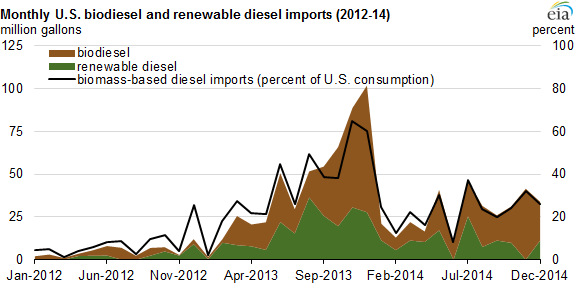 Monthly U.S. biodiesel and renewable diesel imports (2012-14)
million gallons
eia
percent
125
100
75
50
25
0
biodiesel
renewable diesel
biomass-based diesel imports (percent of U.S. consumption)
100
80
60
40
20
0
Jan-2012
Jun-2012
Nov-2012
Apr-2013
Sep-2013
Feb-2014
Jul-2014
Dec-2014